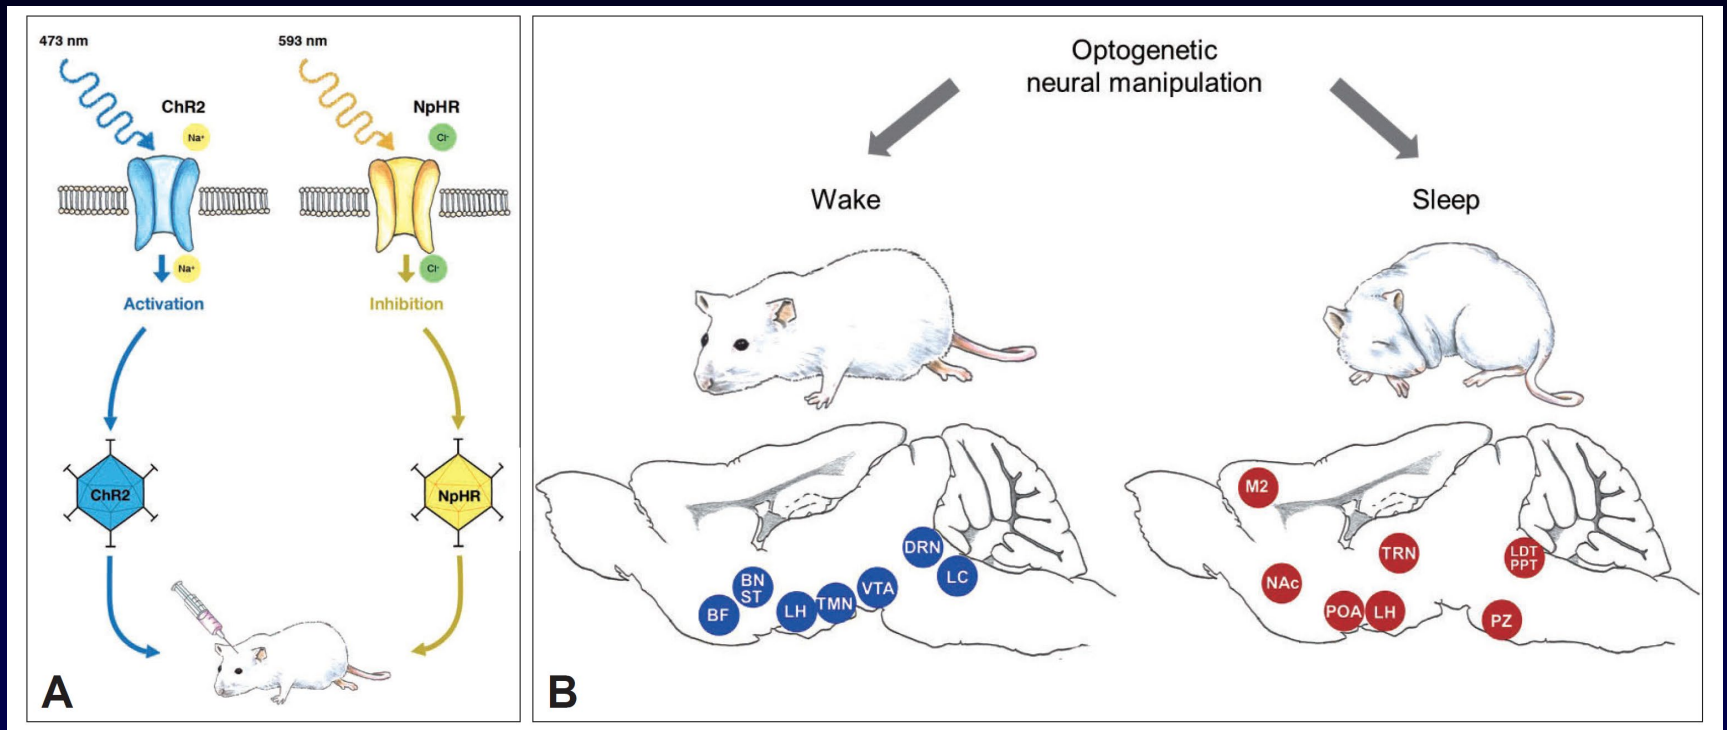 473 nm
593 nm
ChR2
NpHR
Na+
Cl-
Na+
Cl-
Activation
Inhibition
ChR2
NpHR
A
Optogenetic
neural manipulation
Wake
Sleep
DRN
LC
BN
ST
VTA
BF
LH
TMN
M2
TRN
LDT
PPT
NAc
POA
LH
PZ
B